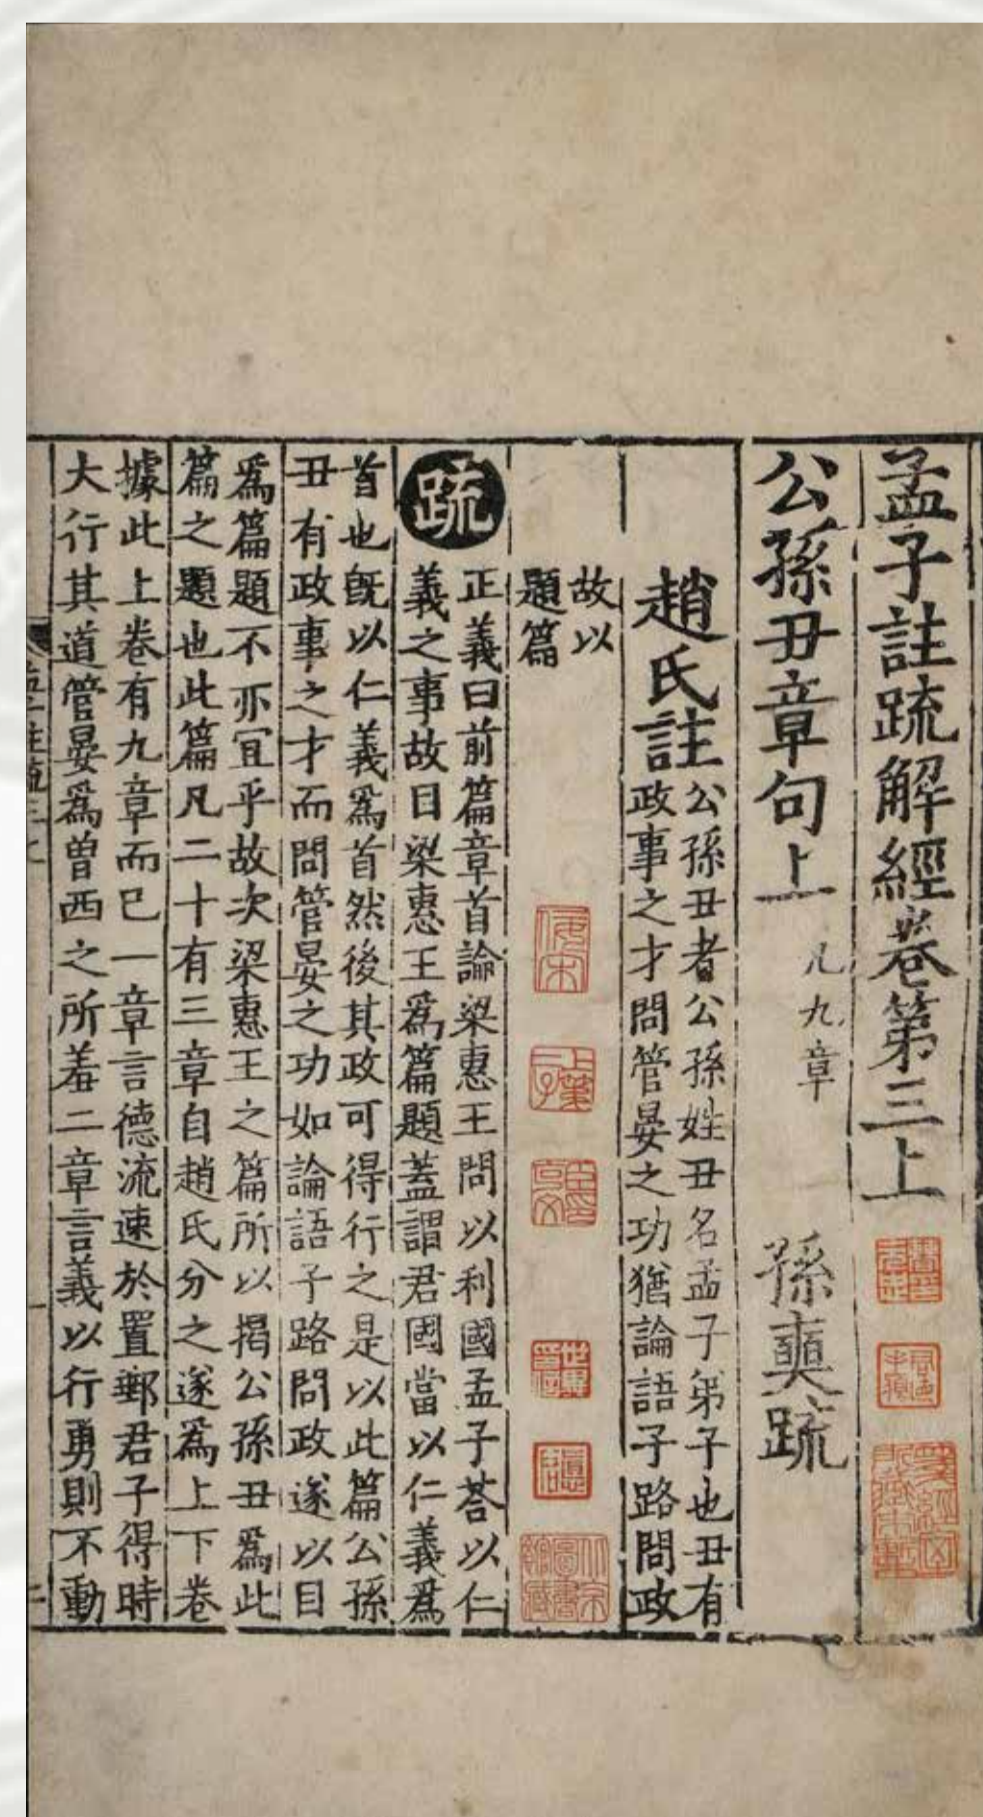 孟子註疏解經卷第三上
公孫丑章句上 凡九章 孫奭疏
趙氏註
公孫丑者公孫姓丑名孟子弟子也丑有
政事之才問管晏之功猶論語子路問政
故以
題篇
疏
正義曰前篇章首論梁惠王問以利國孟子荅以仁
義之事故目梁惠王爲篇題蓋謂君國當以仁義爲
首也旣以仁義爲首然後其政可得行之是以此篇公孫
丑有政事之才而問管晏之功如論語子路問政遂以目
爲篇題不亦宜乎故次梁惠王之篇所以揭公孫丑爲此
篇之題也此篇凡二十有三章自趙氏分之遂爲上下卷
據此上卷有九章而已一章言德流速於置郵君子得時
大行其道管晏爲曾西之所羞二章言義以行勇則不動